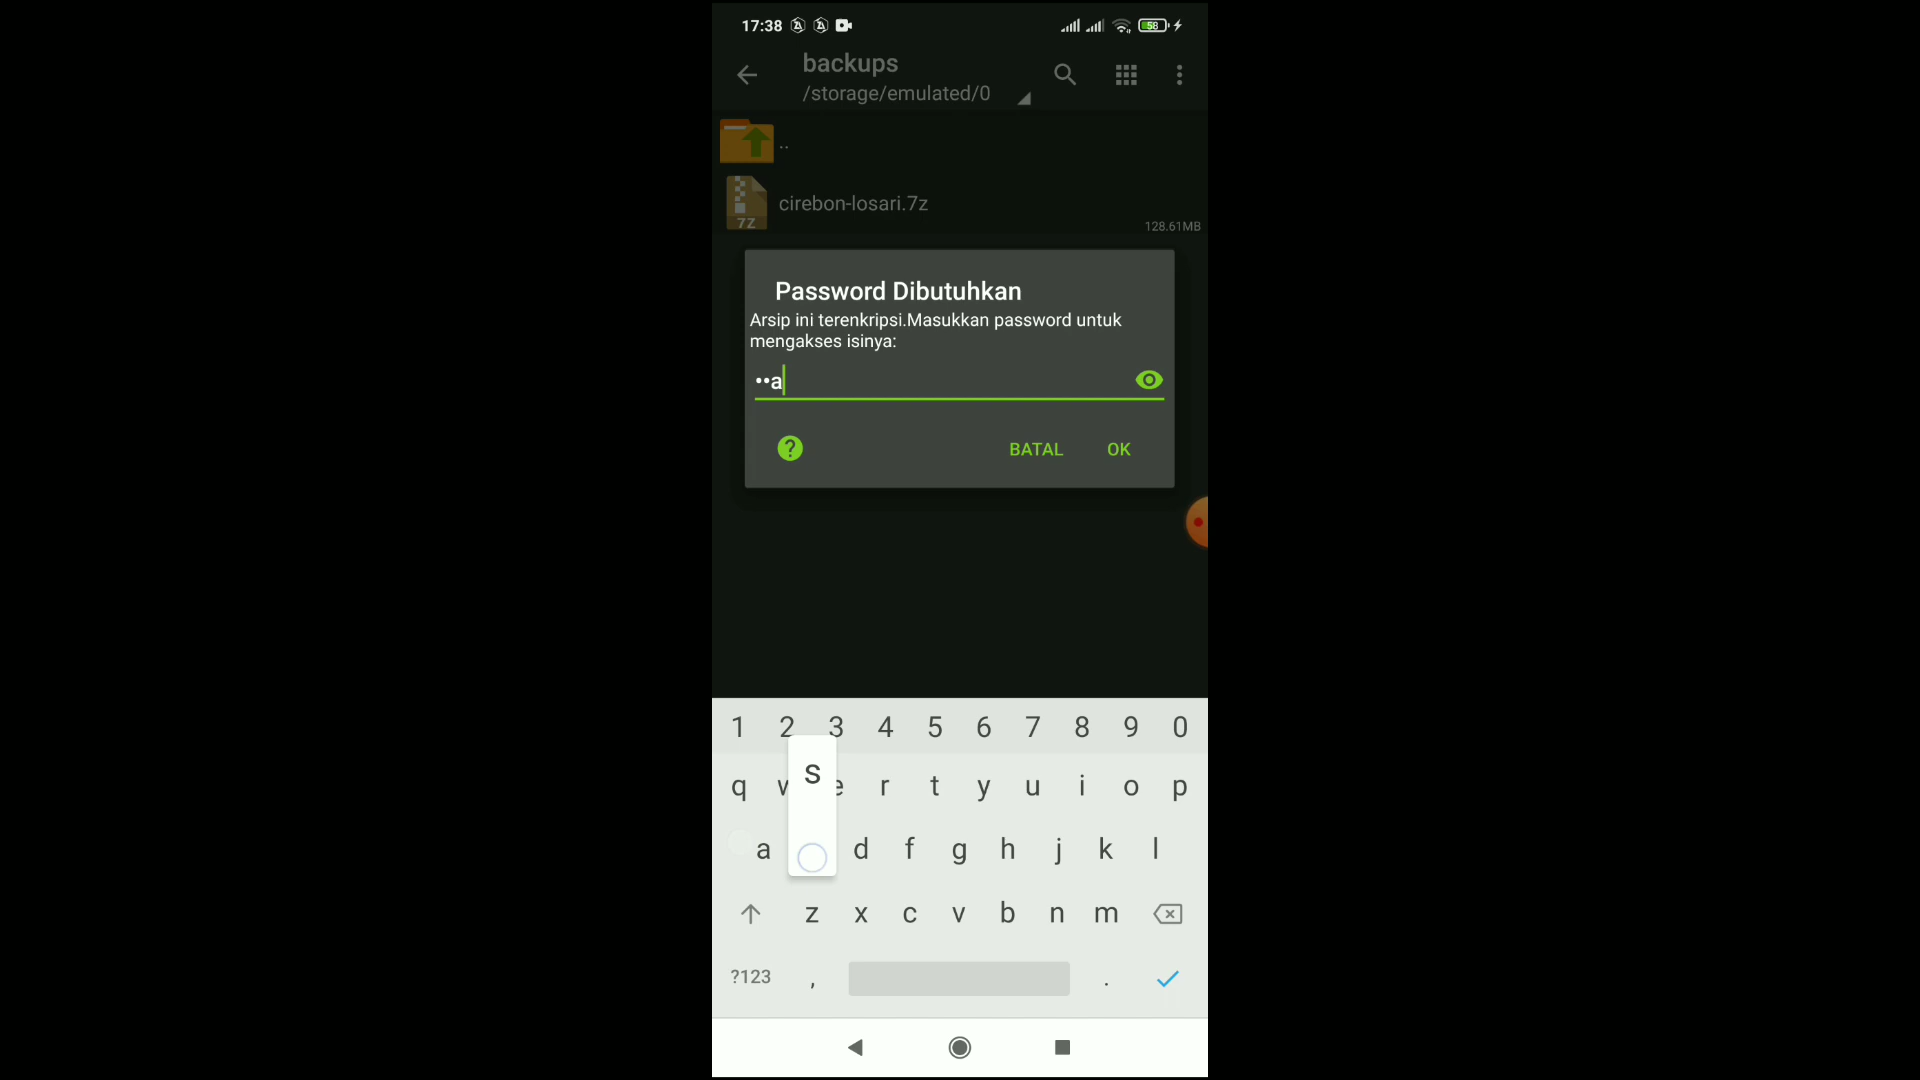 17:38
58
backups
/storage/emulated/0
..
cirebon-losari.7z
7Z
128.61MB
Password Dibutuhkan
Arsip ini terenkripsi.Masukkan password untuk
mengakses isinya:
••a
?
BATAL OK
1 2 3 4 5 6 7 8 9 0
q w e r t y u i o p
a s d f g h j k l
z x c v b n m
?123 , .